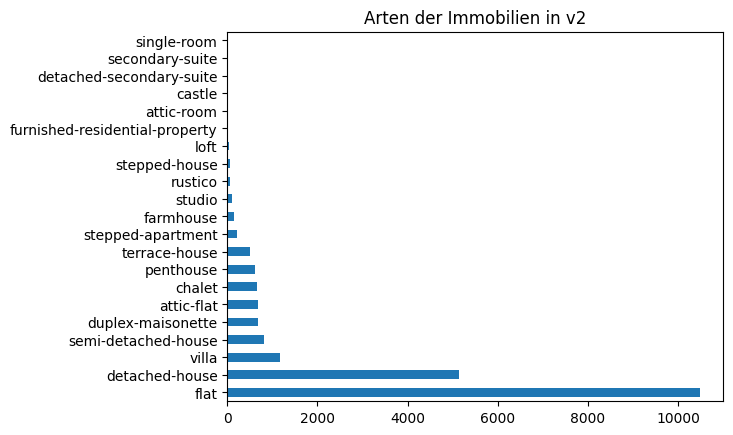 Arten der Immobilien in v2
single-room
secondary-suite
detached-secondary-suite
castle
attic-room
furnished-residential-property
loft
stepped-house
rustico
studio
farmhouse
stepped-apartment
terrace-house
penthouse
chalet
attic-flat
duplex-maisonette
semi-detached-house
villa
detached-house
flat
0 2000 4000 6000 8000 10000